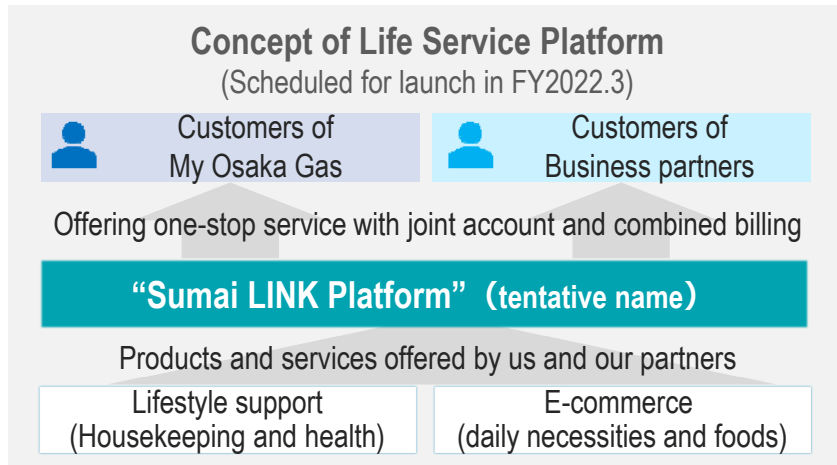 Concept of Life Service Platform
(Scheduled for launch in FY2022.3)
Customers of
My Osaka Gas
Customers of
Business partners
Offering one-stop service with joint account and combined billing
“Sumai LINK Platform”（tentative name）
Products and services offered by us and our partners
Lifestyle support
(Housekeeping and health)
E-commerce
(daily necessities and foods)